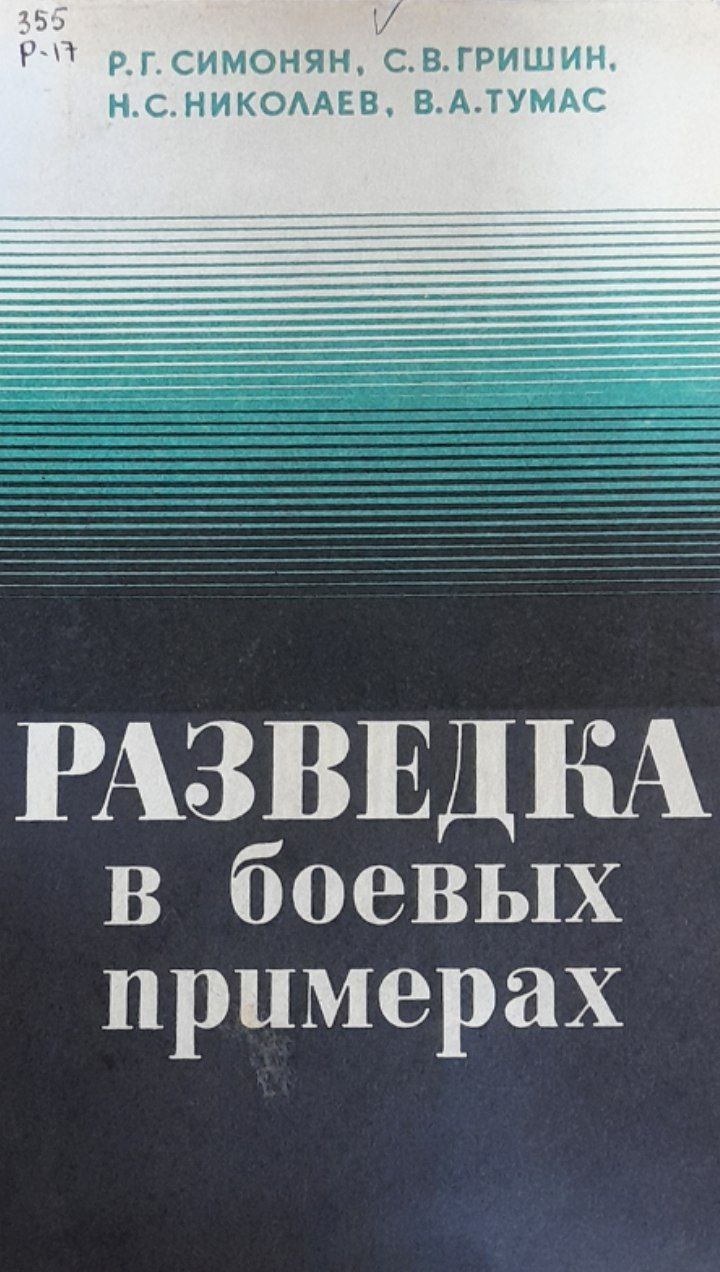 355
Р-17
Р.Г. СИМОНЯН, С.В.ГРИШИН,
Н.С.НИКОЛАЕВ, В.А.ТУМАС
РАЗВЕДКА
в боевых
примерах